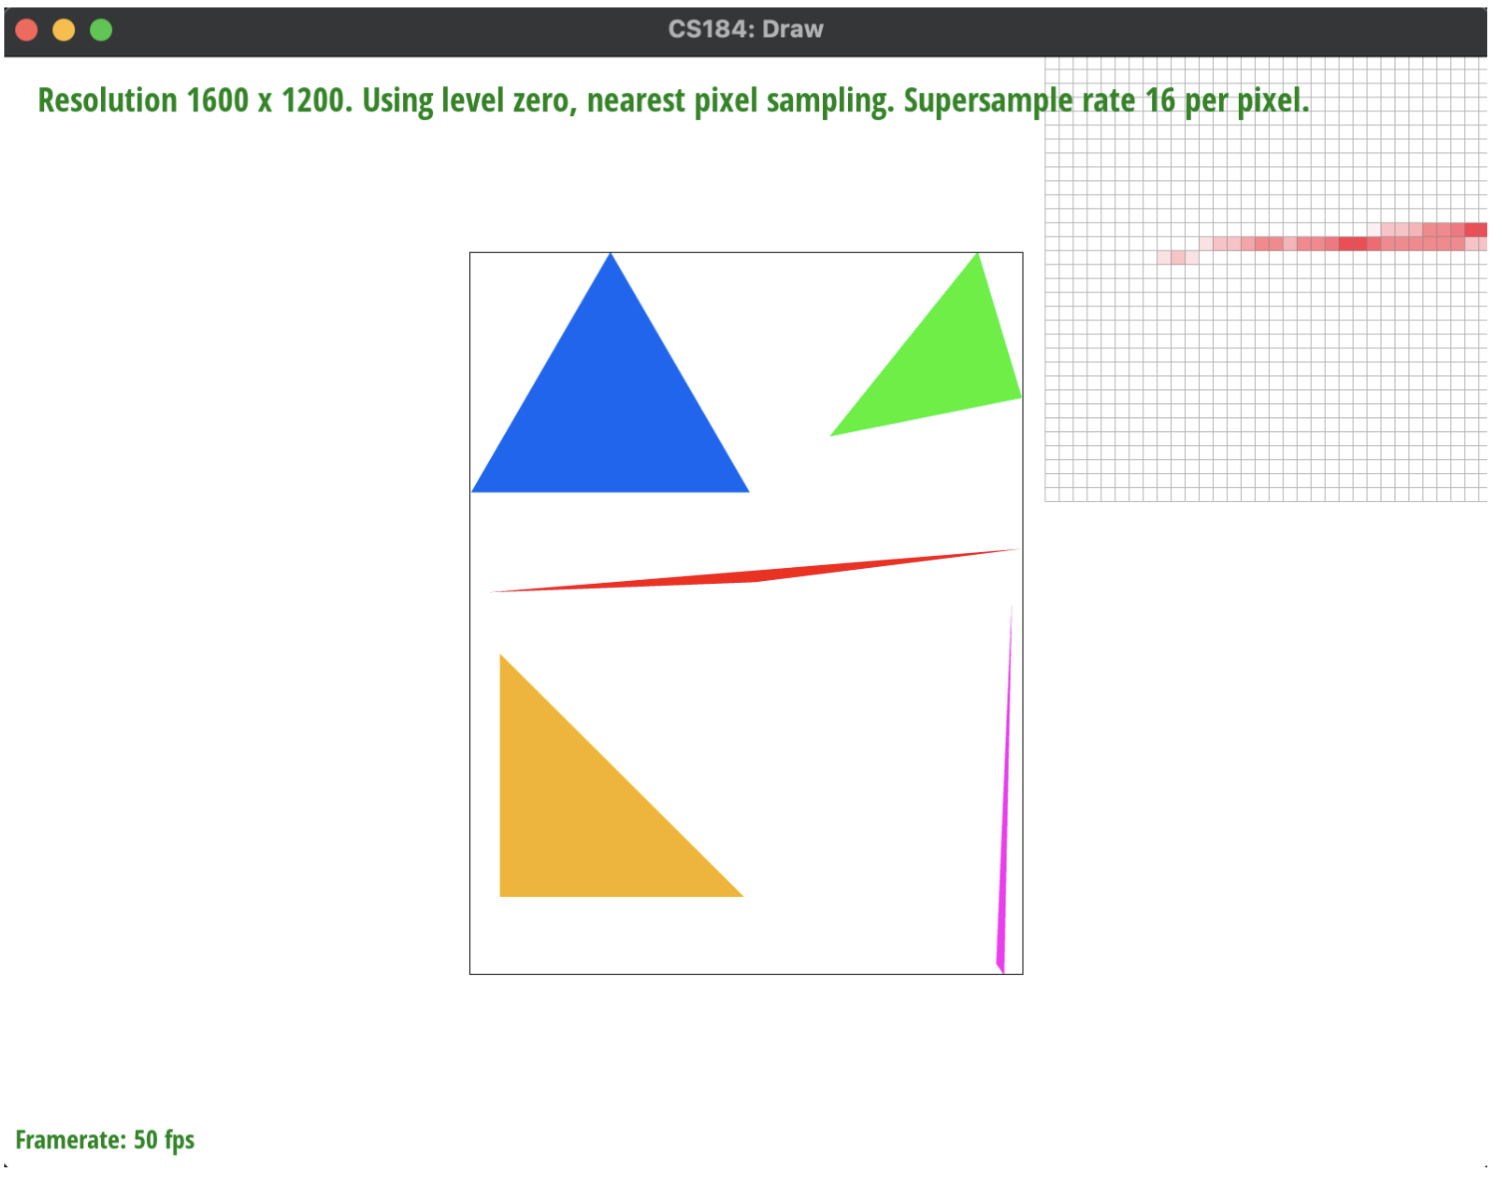 CS184: Draw
Resolution 1600 x 1200. Using level zero, nearest pixel sampling. Supersample rate 16 per pixel.
Framerate: 50 fps